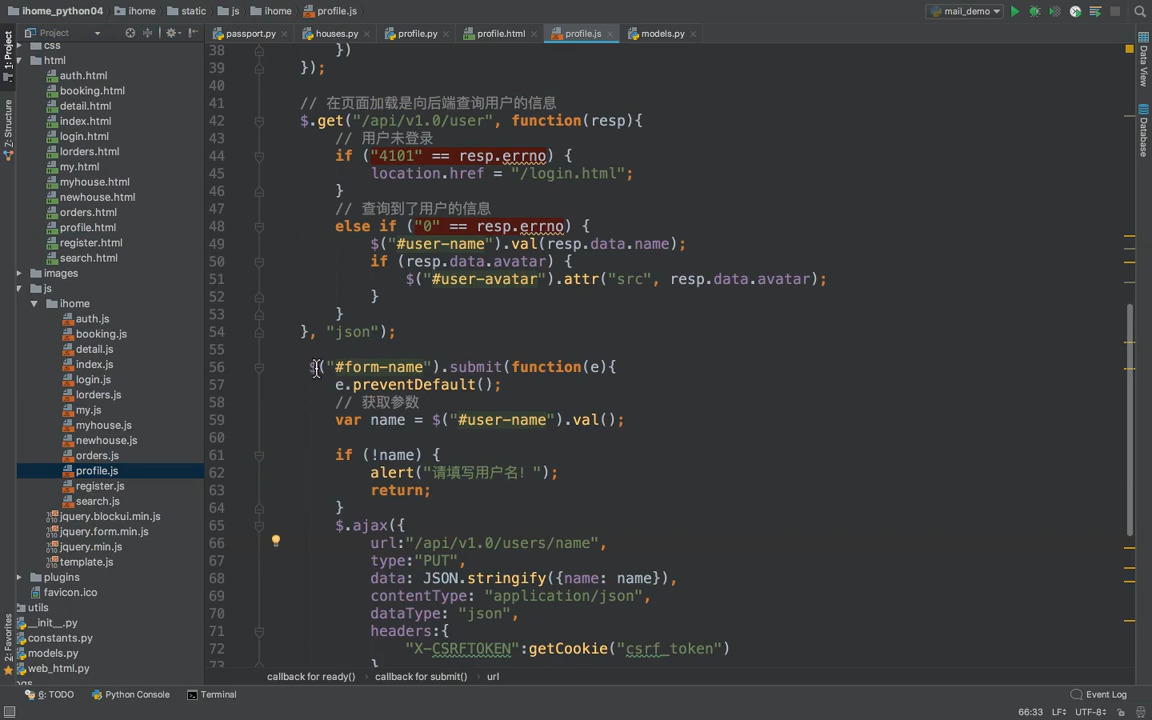 ihome_python04 ihome static js ihome profile.js mail_demo
Project passport.py houses.py profile.py profile.html profile.js models.py
1: Project
Z: Structure
2: Favorites
Data View
Database
css
html
auth.html
booking.html
detail.html
index.html
login.html
lorders.html
my.html
myhouse.html
newhouse.html
orders.html
profile.html
register.html
search.html
images
js
ihome
auth.js
booking.js
detail.js
index.js
login.js
lorders.js
my.js
myhouse.js
newhouse.js
orders.js
profile.js
register.js
search.js
jquery.blockui.min.js
jquery.form.min.js
jquery.min.js
template.js
plugins
favicon.ico
utils
__init__.py
constants.py
models.py
web_html.py
38 })
39 });
40
41 // 在页面加载是向后端查询用户的信息
42 $.get("/api/v1.0/user", function(resp){
43 // 用户未登录
44 if ("4101" == resp.errno) {
45 location.href = "/login.html";
46 }
47 // 查询到了用户的信息
48 else if ("0" == resp.errno) {
49 $("#user-name").val(resp.data.name);
50 if (resp.data.avatar) {
51 $("#user-avatar").attr("src", resp.data.avatar);
52 }
53 }
54 }, "json");
55
56 $("#form-name").submit(function(e){
57 e.preventDefault();
58 // 获取参数
59 var name = $("#user-name").val();
60
61 if (!name) {
62 alert("请填写用户名！");
63 return;
64 }
65 $.ajax({
66 url:"/api/v1.0/users/name",
67 type:"PUT",
68 data: JSON.stringify({name: name}),
69 contentType: "application/json",
70 dataType: "json",
71 headers:{
72 "X-CSRFTOKEN":getCookie("csrf_token")
73 }
callback for ready() callback for submit() url
6: TODO Python Console Terminal Event Log
66:33 LF UTF-8